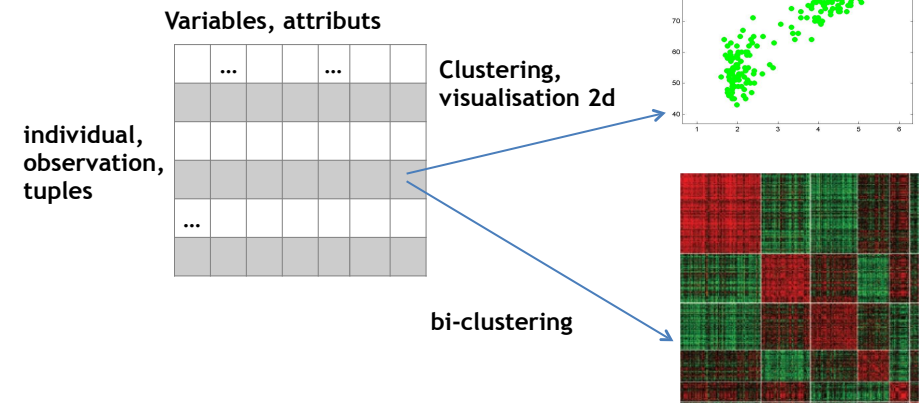 Variables, attributs
... ...
...
individual,
observation,
tuples
Clustering,
visualisation 2d
bi-clustering
70
60
50
40
1 2 3 4 5 6